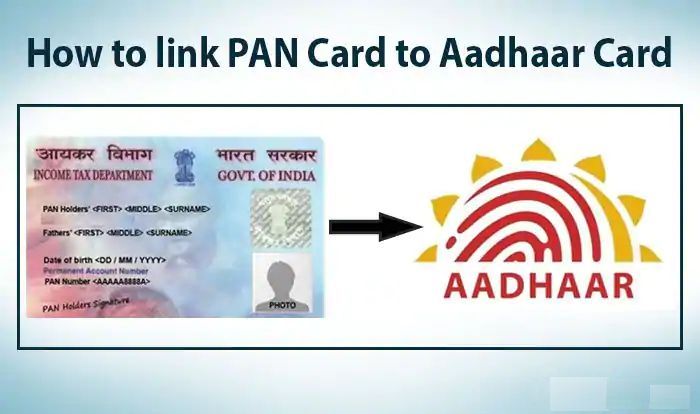 How to link PAN Card to Aadhaar Card
आयकर विभाग
भारत सरकार
INCOME TAX DEPARTMENT
GOVT. OF INDIA
PAN Holders' <FIRST> <MIDDLE> <SURNAME>
Fathers' <FIRST> <MIDDLE> <SURNAME>
Date of birth <DD / MM / YYYY>
Permanent Account Number
PAN Number <AAAAA8888A>
PAN Holders Signature
PHOTO
AADHAAR